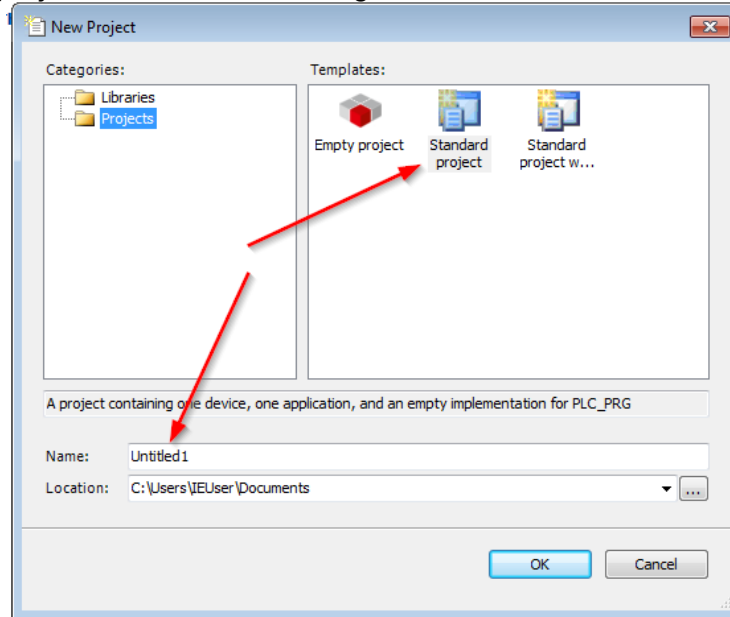 New Project
Categories:
Templates:
Libraries
Projects
Empty project
Standard
project
Standard
project w...
A project containing one device, one application, and an empty implementation for PLC_PRG
Name:
Untitled1
Location:
C:\Users\IEUser\Documents
...
OK
Cancel